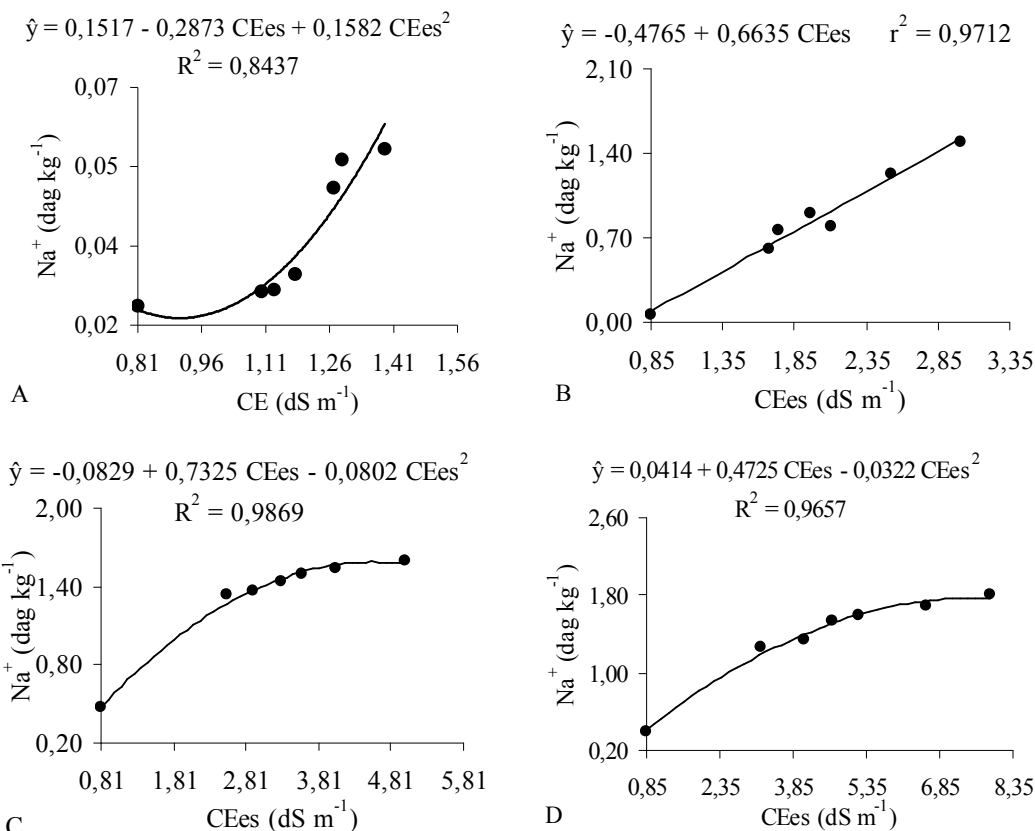 ŷ = 0,1517 - 0,2873 CEes + 0,1582 CEes²
R² = 0,8437
0,07
0,05
0,04
0,02
Na⁺ (dag kg⁻¹)
0,81 0,96 1,11 1,26 1,41 1,56
CE (dS m⁻¹)
A
ŷ = -0,4765 + 0,6635 CEes r² = 0,9712
2,10
1,40
0,70
0,00
Na⁺ (dag kg⁻¹)
0,85 1,35 1,85 2,35 2,85 3,35
CEes (dS m⁻¹)
B
ŷ = -0,0829 + 0,7325 CEes - 0,0802 CEes²
R² = 0,9869
2,00
1,40
0,80
0,20
Na⁺ (dag kg⁻¹)
0,81 1,81 2,81 3,81 4,81 5,81
CEes (dS m⁻¹)
C
ŷ = 0,0414 + 0,4725 CEes - 0,0322 CEes²
R² = 0,9657
2,60
1,80
1,00
0,20
Na⁺ (dag kg⁻¹)
0,85 2,35 3,85 5,35 6,85 8,35
CEes (dS m⁻¹)
D